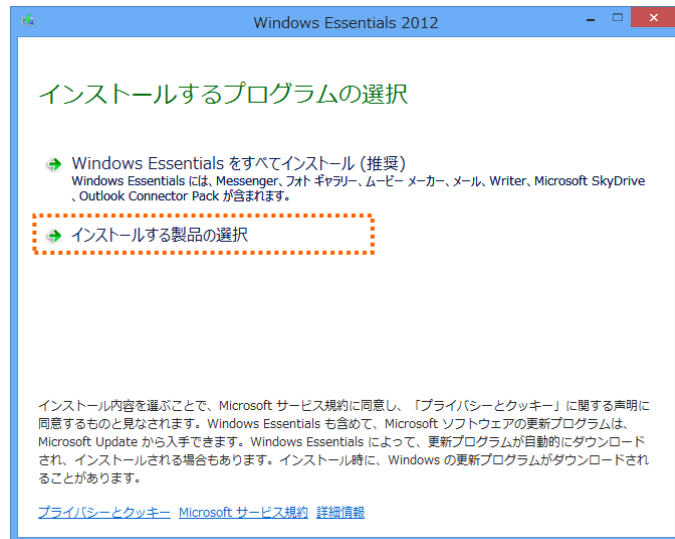 Windows Essentials 2012
インストールするプログラムの選択
Windows Essentials をすべてインストール (推奨)
Windows Essentials には、Messenger、フォト ギャラリー、ムービー メーカー、メール、Writer、Microsoft SkyDrive
、Outlook Connector Pack が含まれます。
インストールする製品の選択
インストール内容を選ぶことで、Microsoft サービス規約に同意し、「プライバシーとクッキー」に関する声明に
同意するものと見なされます。Windows Essentials も含めて、Microsoft ソフトウェアの更新プログラムは、
Microsoft Update から入手できます。Windows Essentials によって、更新プログラムが自動的にダウンロード
され、インストールされる場合もあります。インストール時に、Windows の更新プログラムがダウンロードされ
ることがあります。
プライバシーとクッキー Microsoft サービス規約 詳細情報